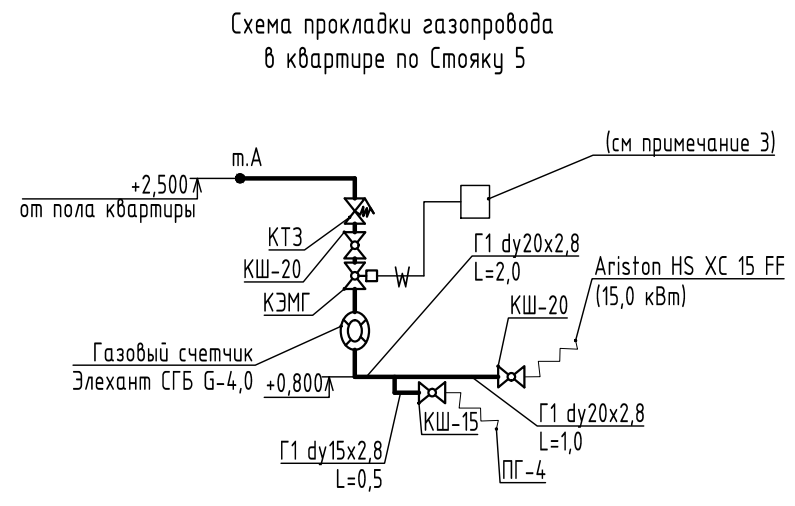 Схема прокладки газопровода
в квартире по Стояку 5
(см примечание 3)
т.А
+2,500
от пола квартиры
КТЗ
КШ-20
КЭМГ
Г1 dy20x2,8
L=2,0
Ariston HS XC 15 FF
(15,0 кВт)
КШ-20
Газовый счетчик
Элехант СГБ G-4,0
+0,800
КШ-15
Г1 dy20x2,8
L=1,0
Г1 dy15x2,8
L=0,5
ПГ-4